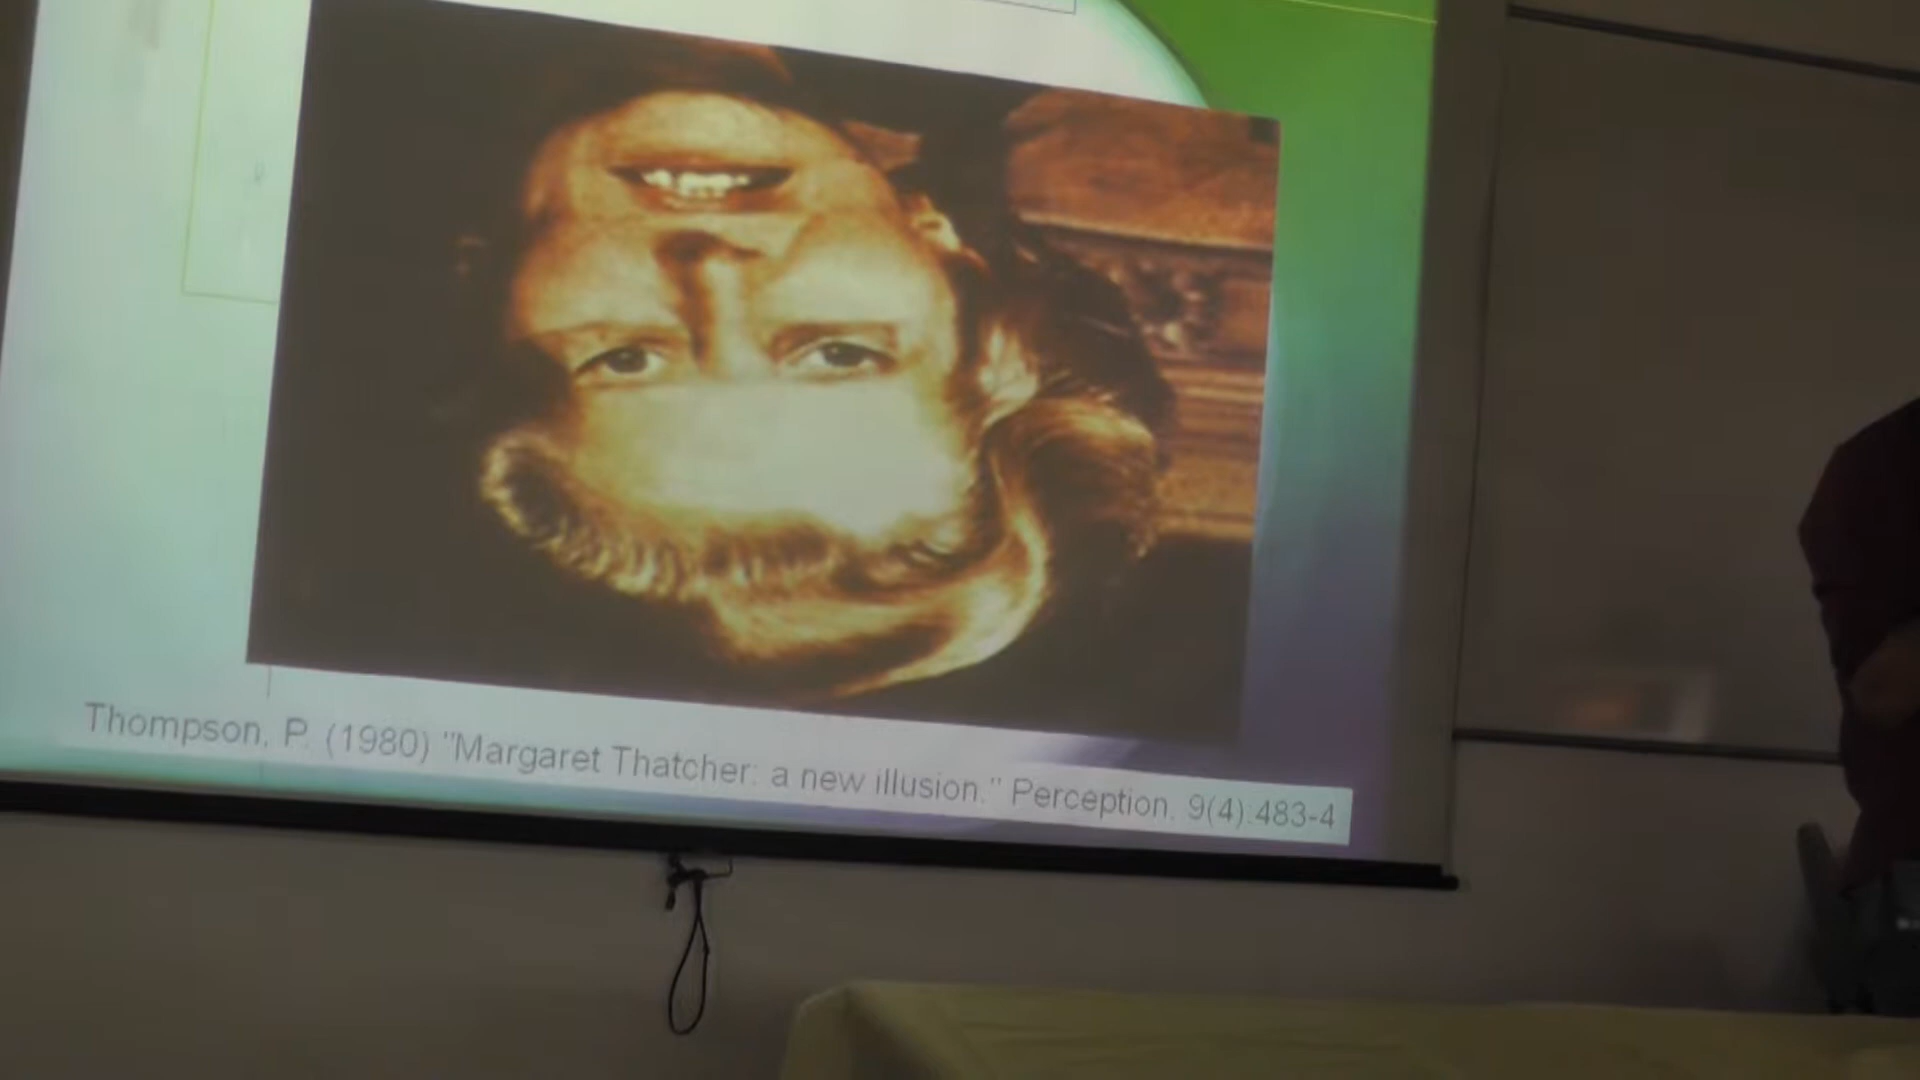 Thompson, P. (1980) "Margaret Thatcher: a new illusion." Perception. 9(4):483-4